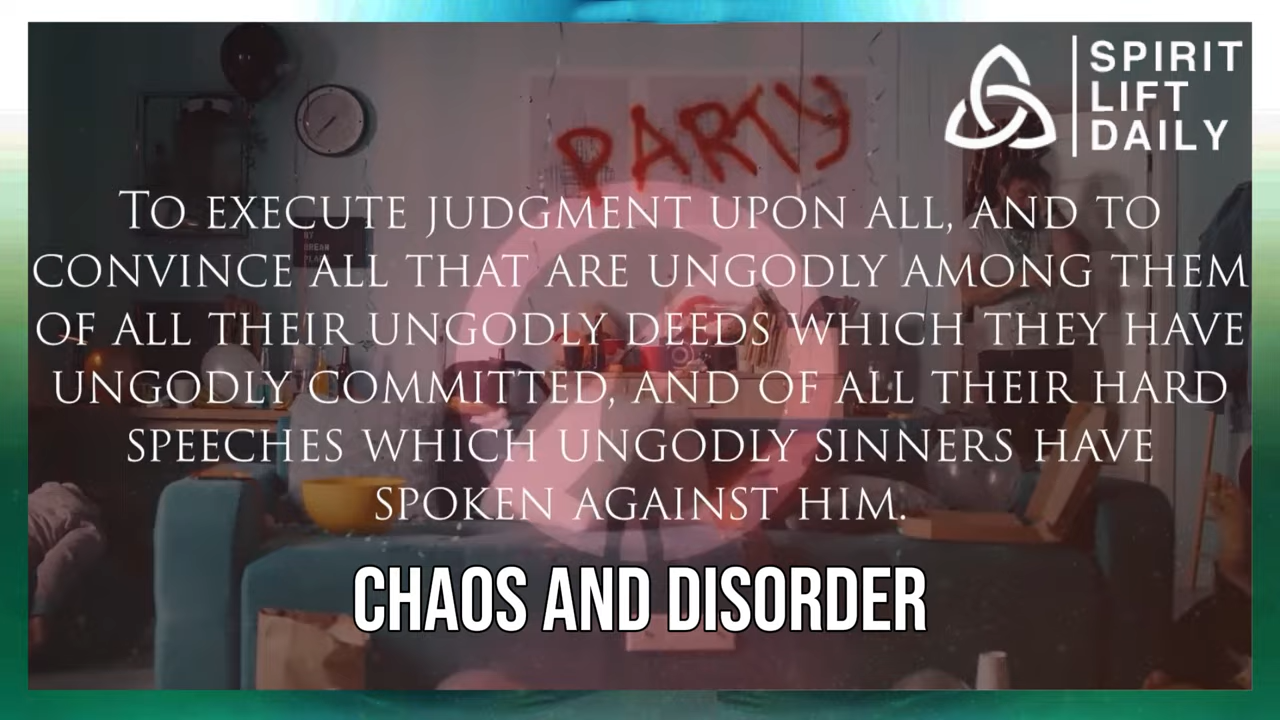 PARTY
SPIRIT
LIFT
DAILY
TO EXECUTE JUDGMENT UPON ALL, AND TO
CONVINCE ALL THAT ARE UNGODLY AMONG THEM
OF ALL THEIR UNGODLY DEEDS WHICH THEY HAVE
UNGODLY COMMITTED, AND OF ALL THEIR HARD
SPEECHES WHICH UNGODLY SINNERS HAVE
SPOKEN AGAINST HIM.
CHAOS AND DISORDER